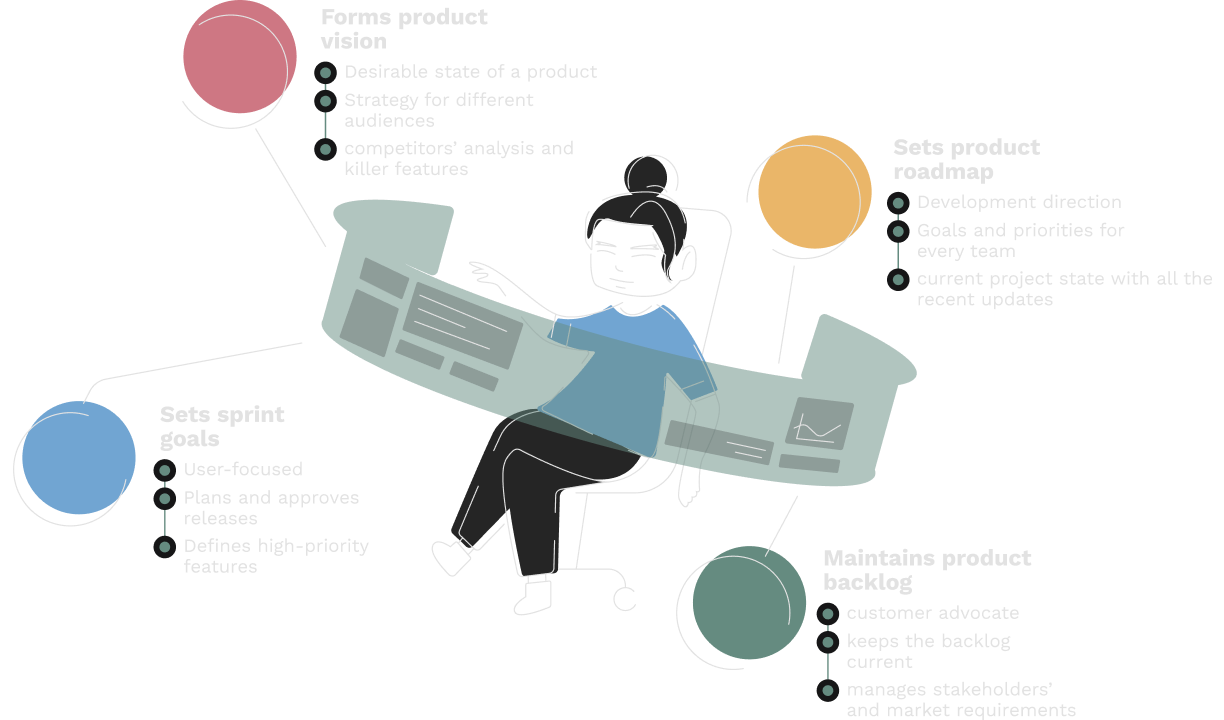 Forms product
vision
Desirable state of a product
Strategy for different
audiences
competitors' analysis and
killer features
Sets product
roadmap
Development direction
Goals and priorities for
every team
current project state with all the
recent updates
Sets sprint
goals
User-focused
Plans and approves
releases
Defines high-priority
features
Maintains product
backlog
customer advocate
keeps the backlog
current
manages stakeholders'
and market requirements